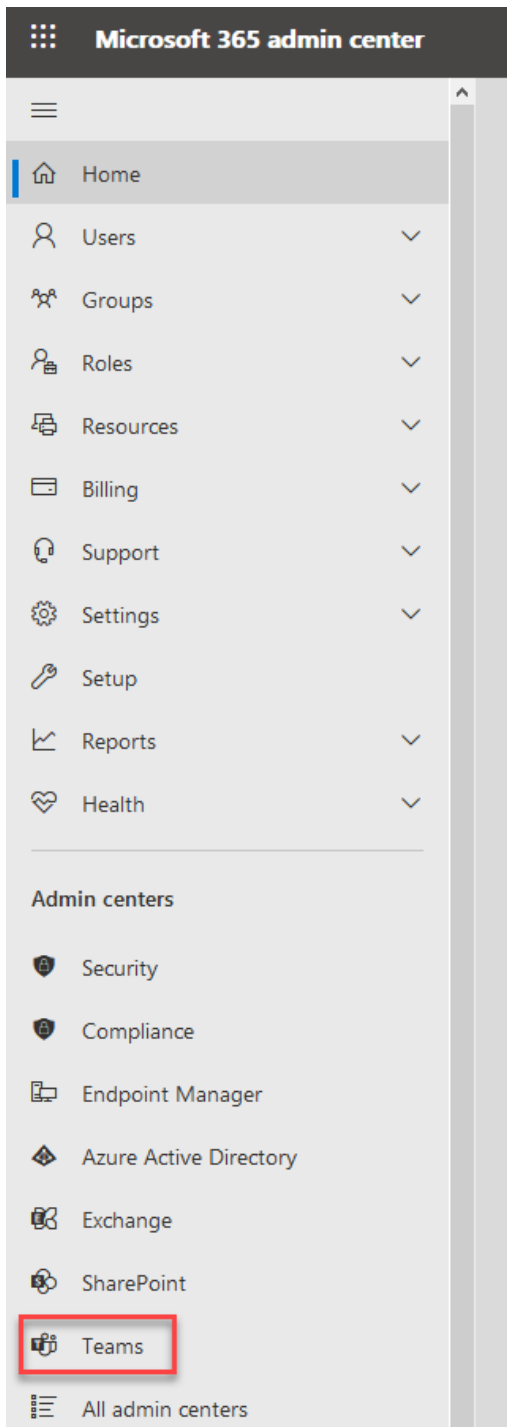 Microsoft 365 admin center
Home
Users
Groups
Roles
Resources
Billing
Support
Settings
Setup
Reports
Health
Admin centers
Security
Compliance
Endpoint Manager
Azure Active Directory
Exchange
SharePoint
Teams
All admin centers